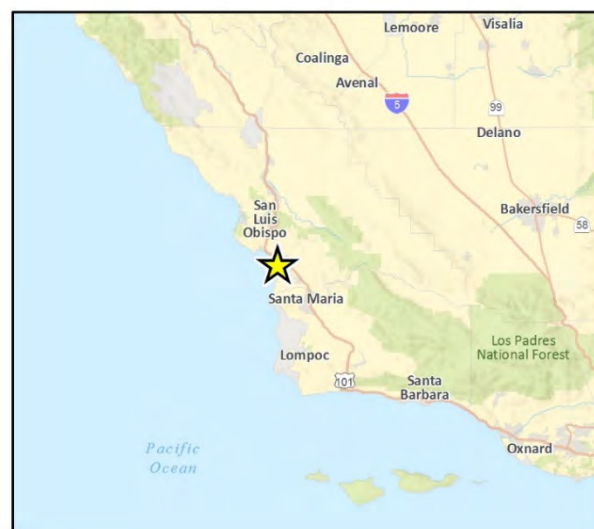 Lemoore
Visalia
Coalinga
Avenal
5
99
Delano
San
Luis
Obispo
Bakersfield
58
Santa Maria
Los Padres
National Forest
Lompoc
101
Santa
Barbara
Oxnard
Pacific
Ocean